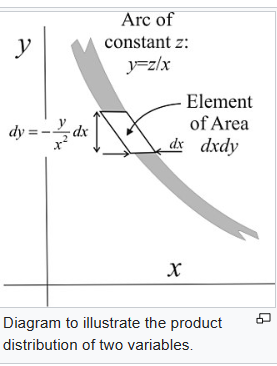 Arc of
constant z:
y=z/x
y
Element
of Area
dxdy
dy = - y/x² dx
dx
x
Diagram to illustrate the product
distribution of two variables.